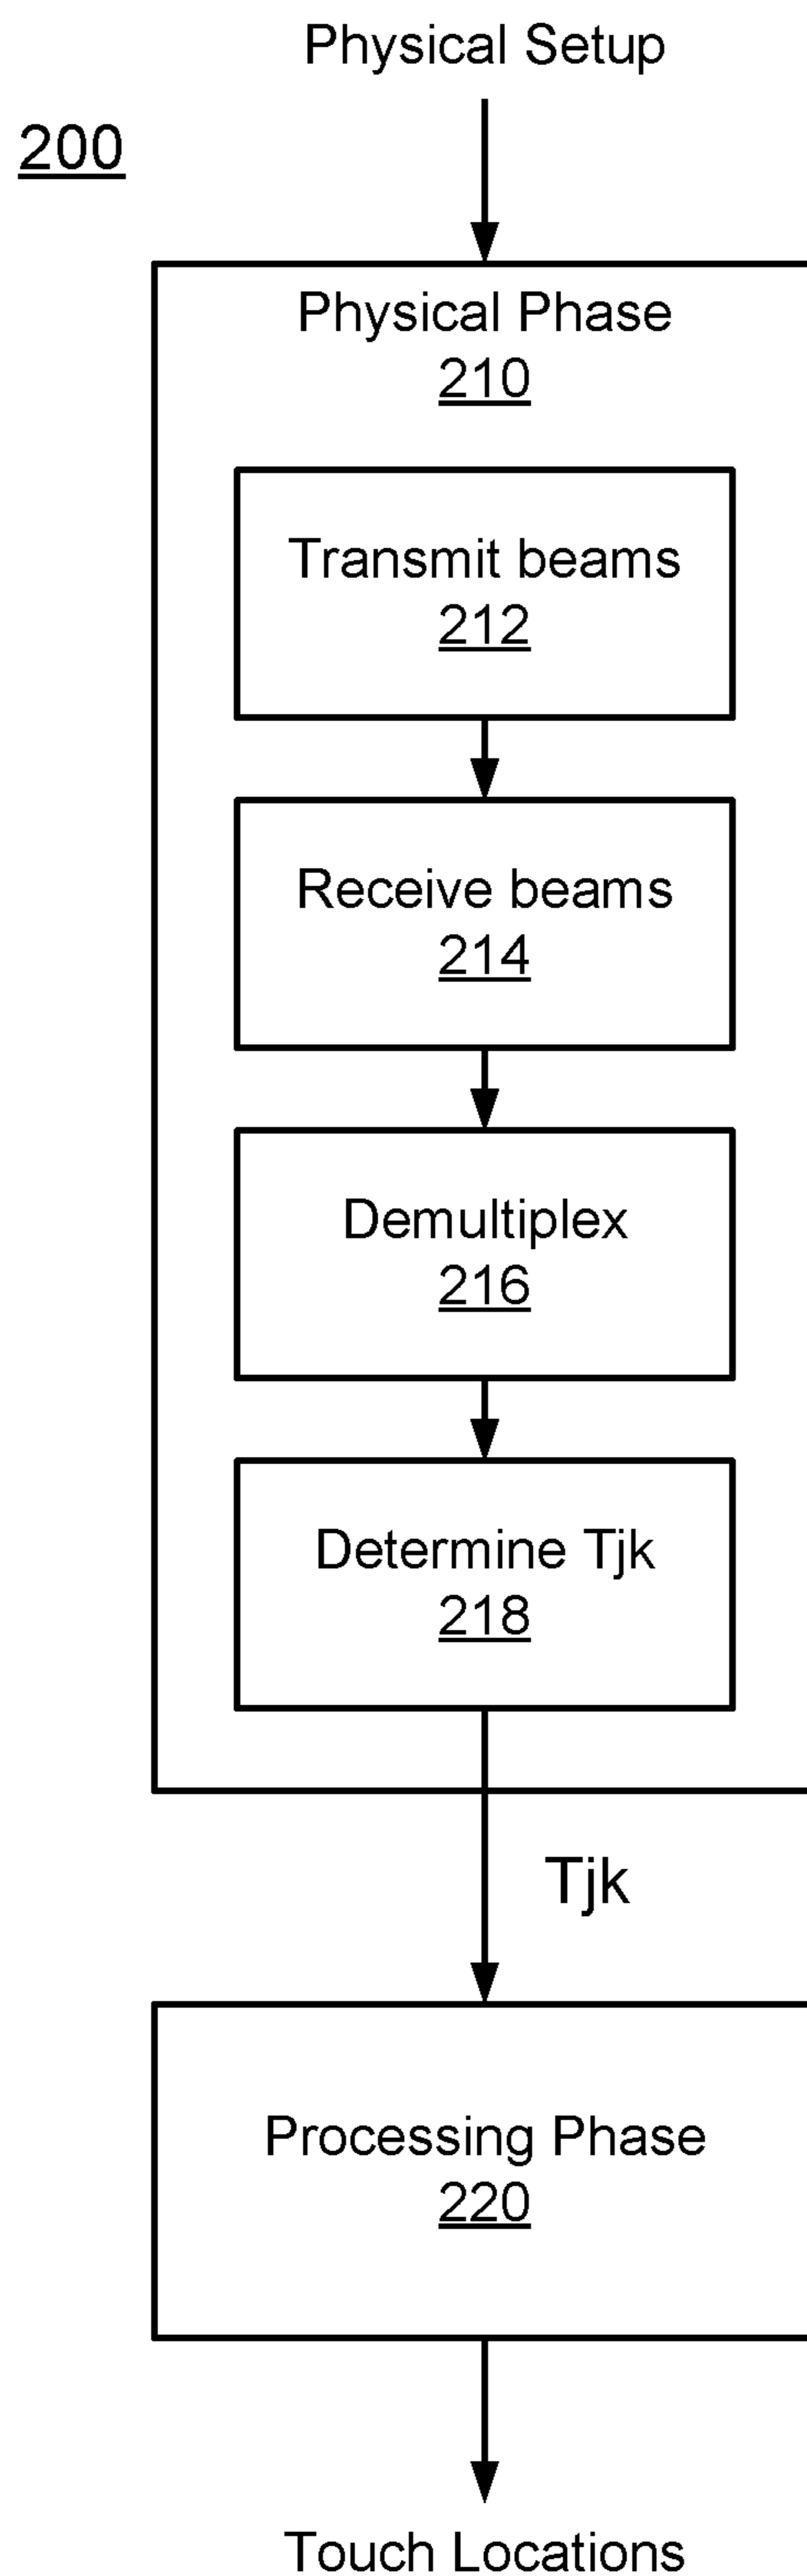 Physical Setup
200
Physical Phase
210
Transmit beams
212
Receive beams
214
Demultiplex
216
Determine Tjk
218
Tjk
Processing Phase
220
Touch Locations